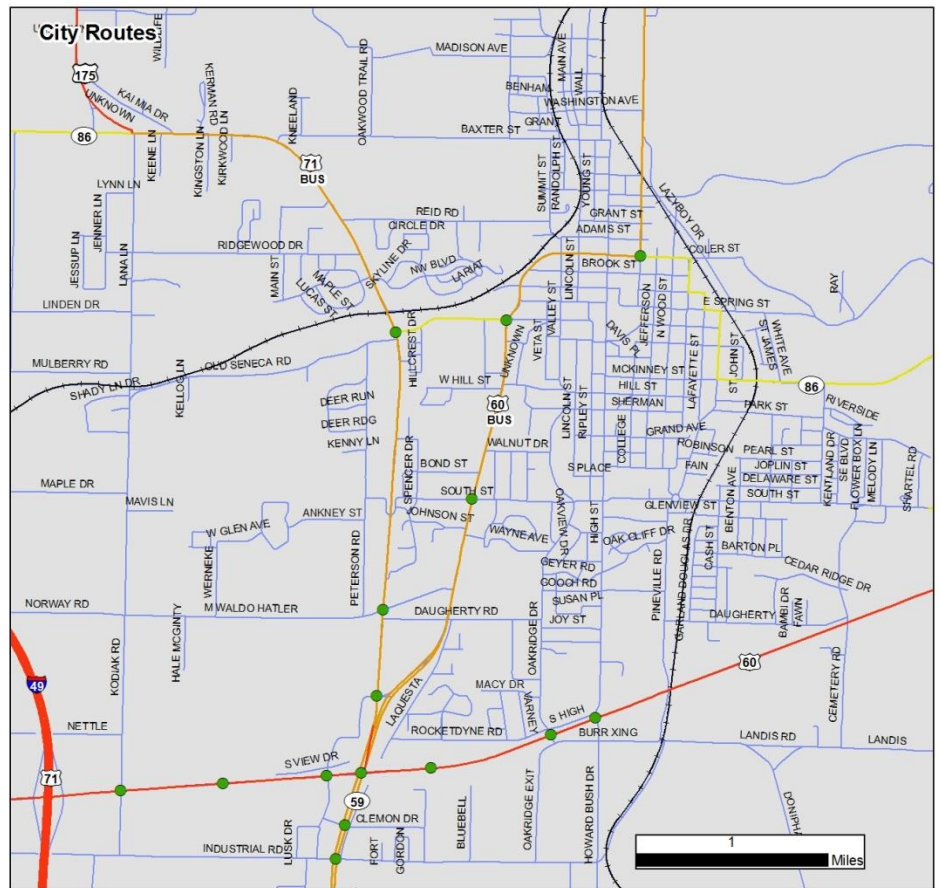 City Routes
WILDLIFE
175
UNKNOWN
KAI MIA DR
KERMAN RD
KNEELAND
OAKWOOD TRAIL RD
MADISON AVE
MAIN AVE
WALL
BENHAM
WASHINGTON AVE
GRANT
BAXTER ST
86
KEENE LN
KINGSTON LN
KIRKWOOD LN
71
BUS
LYNN LN
JESSUP LN
JENNER LN
LANA LN
SUMMIT ST
RANDOLPH ST
YOUNG ST
LAZYBOY DR
REID RD
CIRCLE DR
GRANT ST
ADAMS ST
RIDGEWOOD DR
MAIN ST
SKYLINE DR
NW BLVD
LARIAT
LINCOLN ST
BROOK ST
COLER ST
MAPLE ST
LUCAS ST
VALLEY ST
JEFFERSON
N WOOD ST
E SPRING ST
RAY
LINDEN DR
HILLCREST DR
UNKNOWN
VETA ST
DAVIS PL
LAFAYETTE ST
ST JOHN ST
WHITE AVE
ST JAMES
MULBERRY RD
OLD SENECA RD
SHADY LN DR
KELLOG LN
W HILL ST
MCKINNEY ST
HILL ST
SHERMAN
86
60
BUS
DEER RUN
DEER RDG
KENNY LN
LINCOLN ST
RIPLEY ST
COLLEGE
PARK ST
RIVERSIDE
GRAND AVE
ROBINSON
PEARL ST
WALNUT DR
SPENCER DR
BOND ST
S PLACE
FAIN
JOPLIN ST
DELAWARE ST
SOUTH ST
KENTLAND DR
SE BLVD
FLOWER BOX LN
MELODY LN
SHARTEL RD
MAPLE DR
MAVIS LN
SOUTH ST
JOHNSON ST
ANKNEY ST
W GLEN AVE
WAYNE AVE
OAKVIEW DR
HIGH ST
GLENVIEW ST
BENTON AVE
OAK CLIFF DR
CASH ST
BARTON PL
WERNEKE
PETERSON RD
GEYER RD
GOOCH RD
SUSAN PL
PINEVILLE RD
GARLAND DOUGLAS DR
CEDAR RIDGE DR
NORWAY RD
M WALDO HATLER
DAUGHERTY RD
JOY ST
DAUGHERTY
BAMBI DR
FAWN
KODIAK RD
HALE MCGINTY
OAKRIDGE DR
60
49
LAQUESTA
MACY DR
VARNEY
S HIGH
CEMETERY RD
NETTLE
ROCKETDYNE RD
BURR XING
LANDIS RD
LANDIS
S VIEW DR
71
59
CLEMON DR
LUSK DR
FORT
GORDON
BLUEBELL
OAKRIDGE EXIT
HOWARD BUSH DR
INDUSTRIAL RD
1
Miles